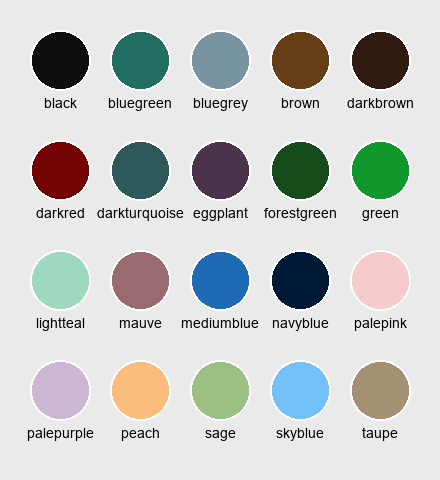 black bluegreen bluegrey brown darkbrown
darkred darkturquoise eggplant forestgreen green
lightteal mauve mediumblue navyblue palepink
palepurple peach sage skyblue taupe